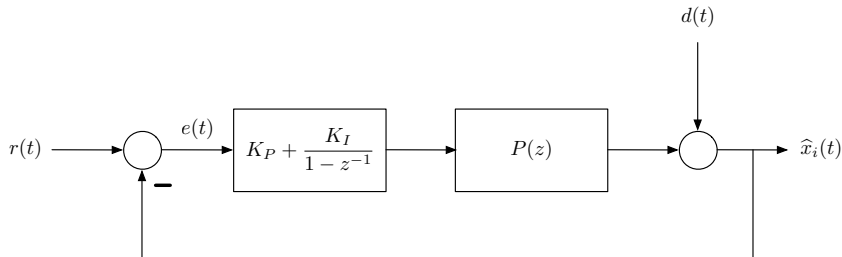 d(t)
r(t)
e(t)
K_P + \frac{K_I}{1 - z^{-1}}
P(z)
\widehat{x}_i(t)
−